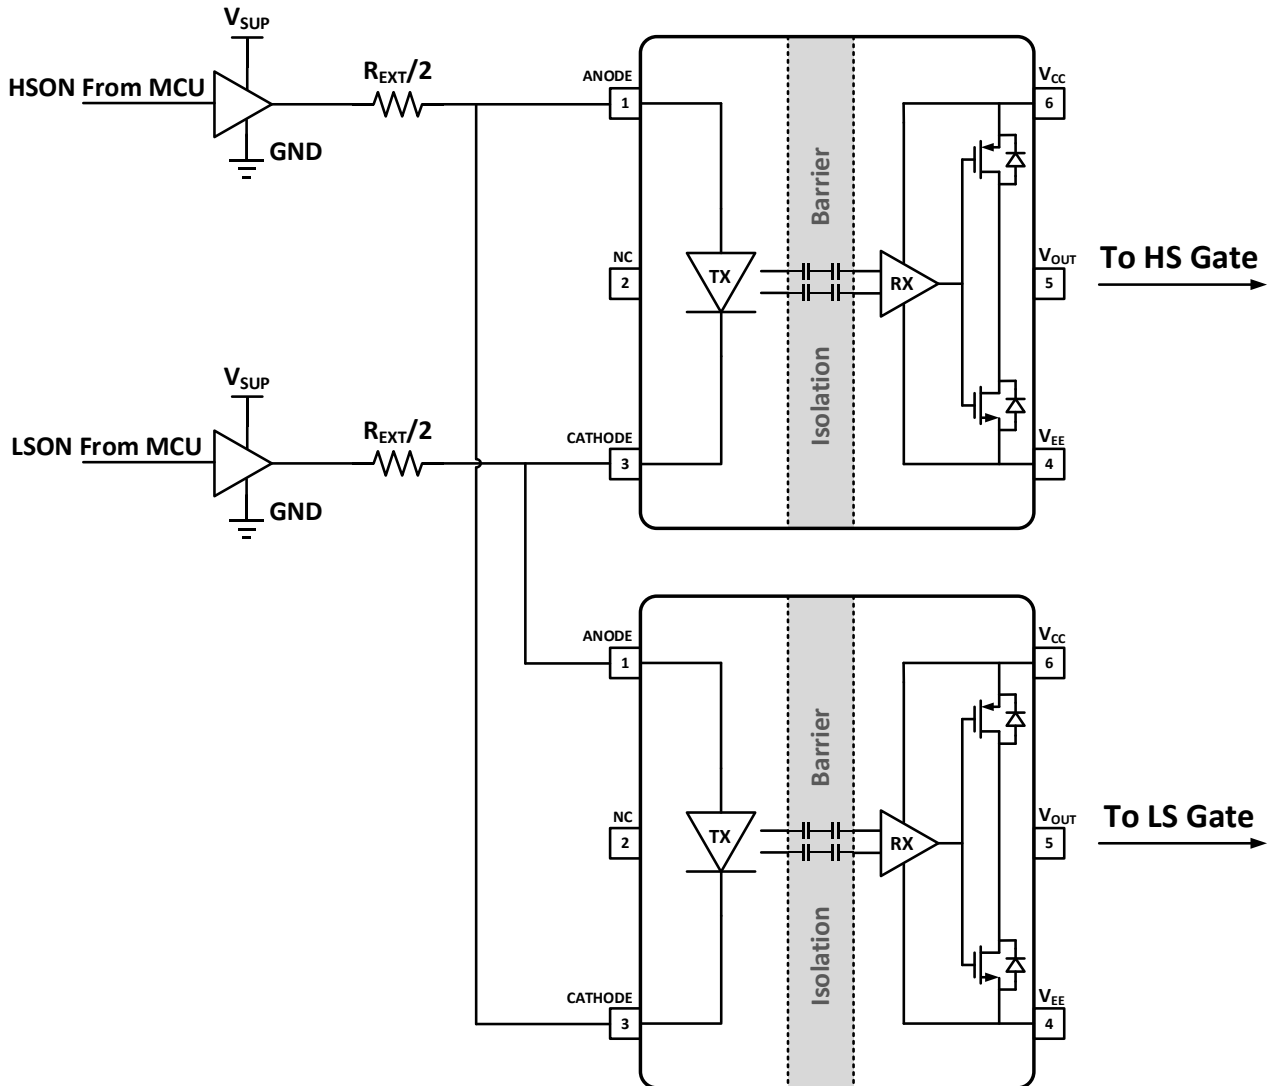 VSUP
HSON From MCU
REXT/2
GND
ANODE
1
NC
2
CATHODE
3
TX
Barrier
Isolation
RX
VCC
6
VOUT
5
VEE
4
To HS Gate
VSUP
LSON From MCU
REXT/2
GND
ANODE
1
NC
2
CATHODE
3
TX
Barrier
Isolation
RX
VCC
6
VOUT
5
VEE
4
To LS Gate